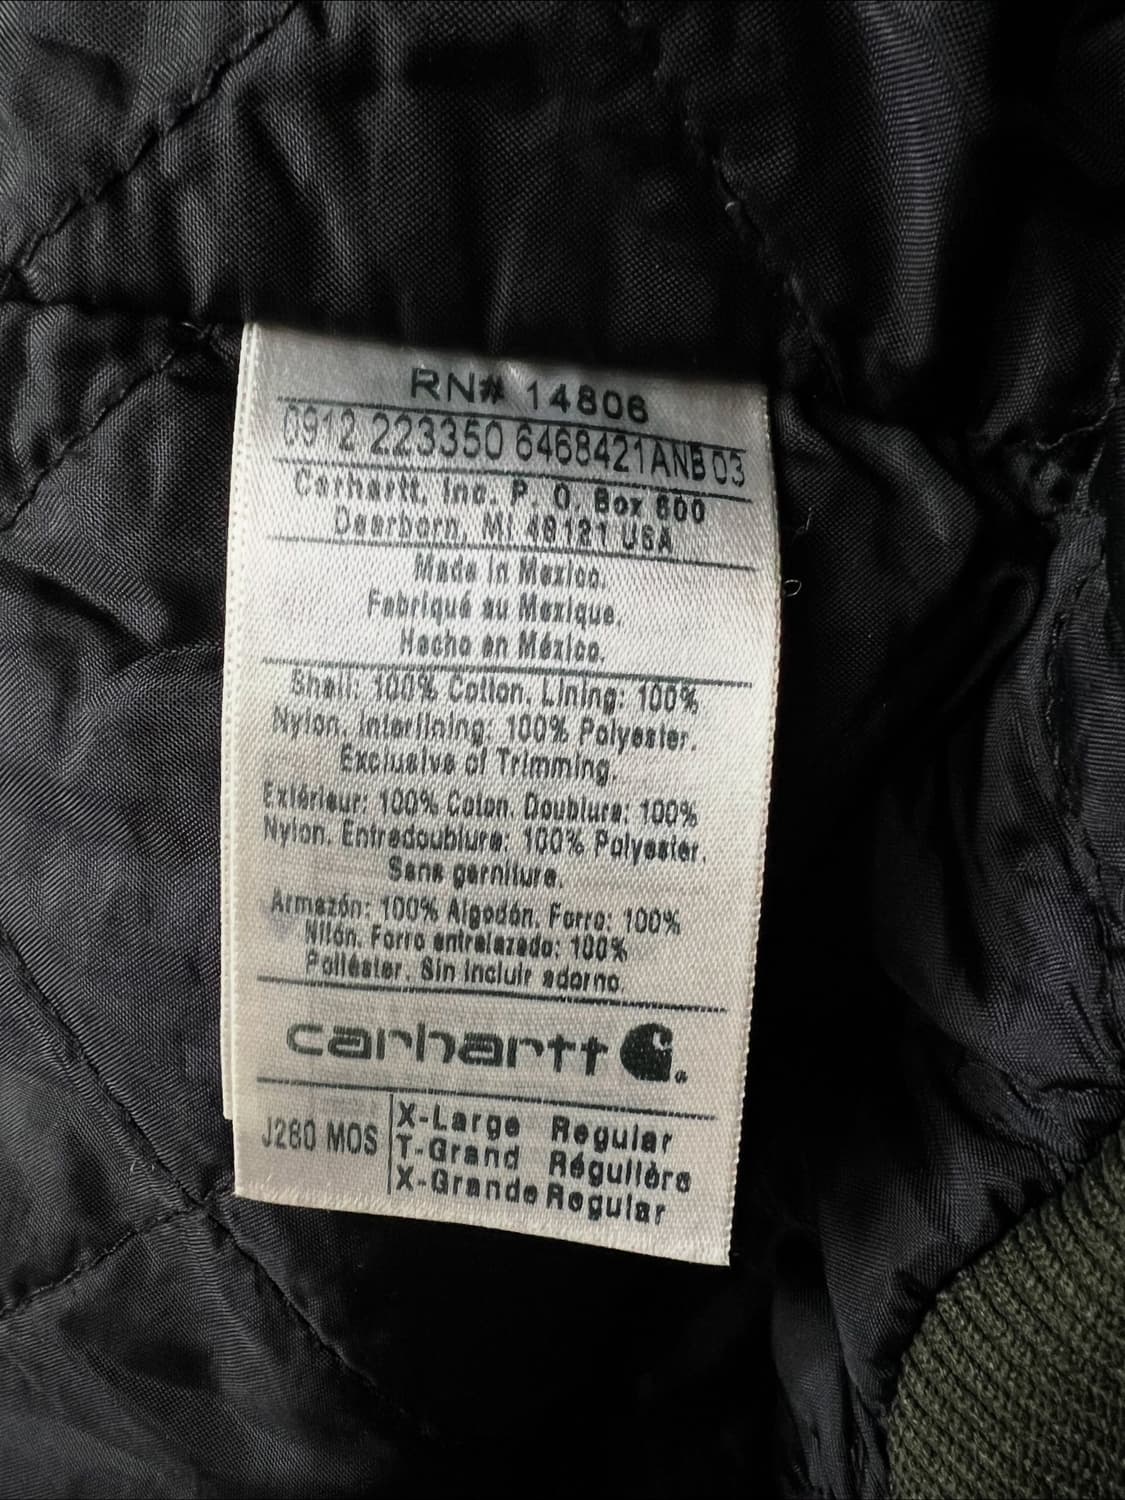 RN# 14806
0912 223350 6468421ANB 03
Carhartt, Inc. P. O. Box 600
Dearborn, MI 48121 USA
Made in Mexico.
Fabriqué au Mexique.
Hecho en México.
Shell: 100% Cotton. Lining: 100%
Nylon. Interlining: 100% Polyester.
Exclusive of Trimming.
Extérieur: 100% Coton. Doublure: 100%
Nylon. Entredoublure: 100% Polyester.
Sans garniture.
Armazón: 100% Algodón. Forro: 100%
Nilón. Forro entrelazado: 100%
Poliéster. Sin incluir adorno.
carhartt
J280 MOS
X-Large Regular
T-Grand Régulière
X-Grande Regular